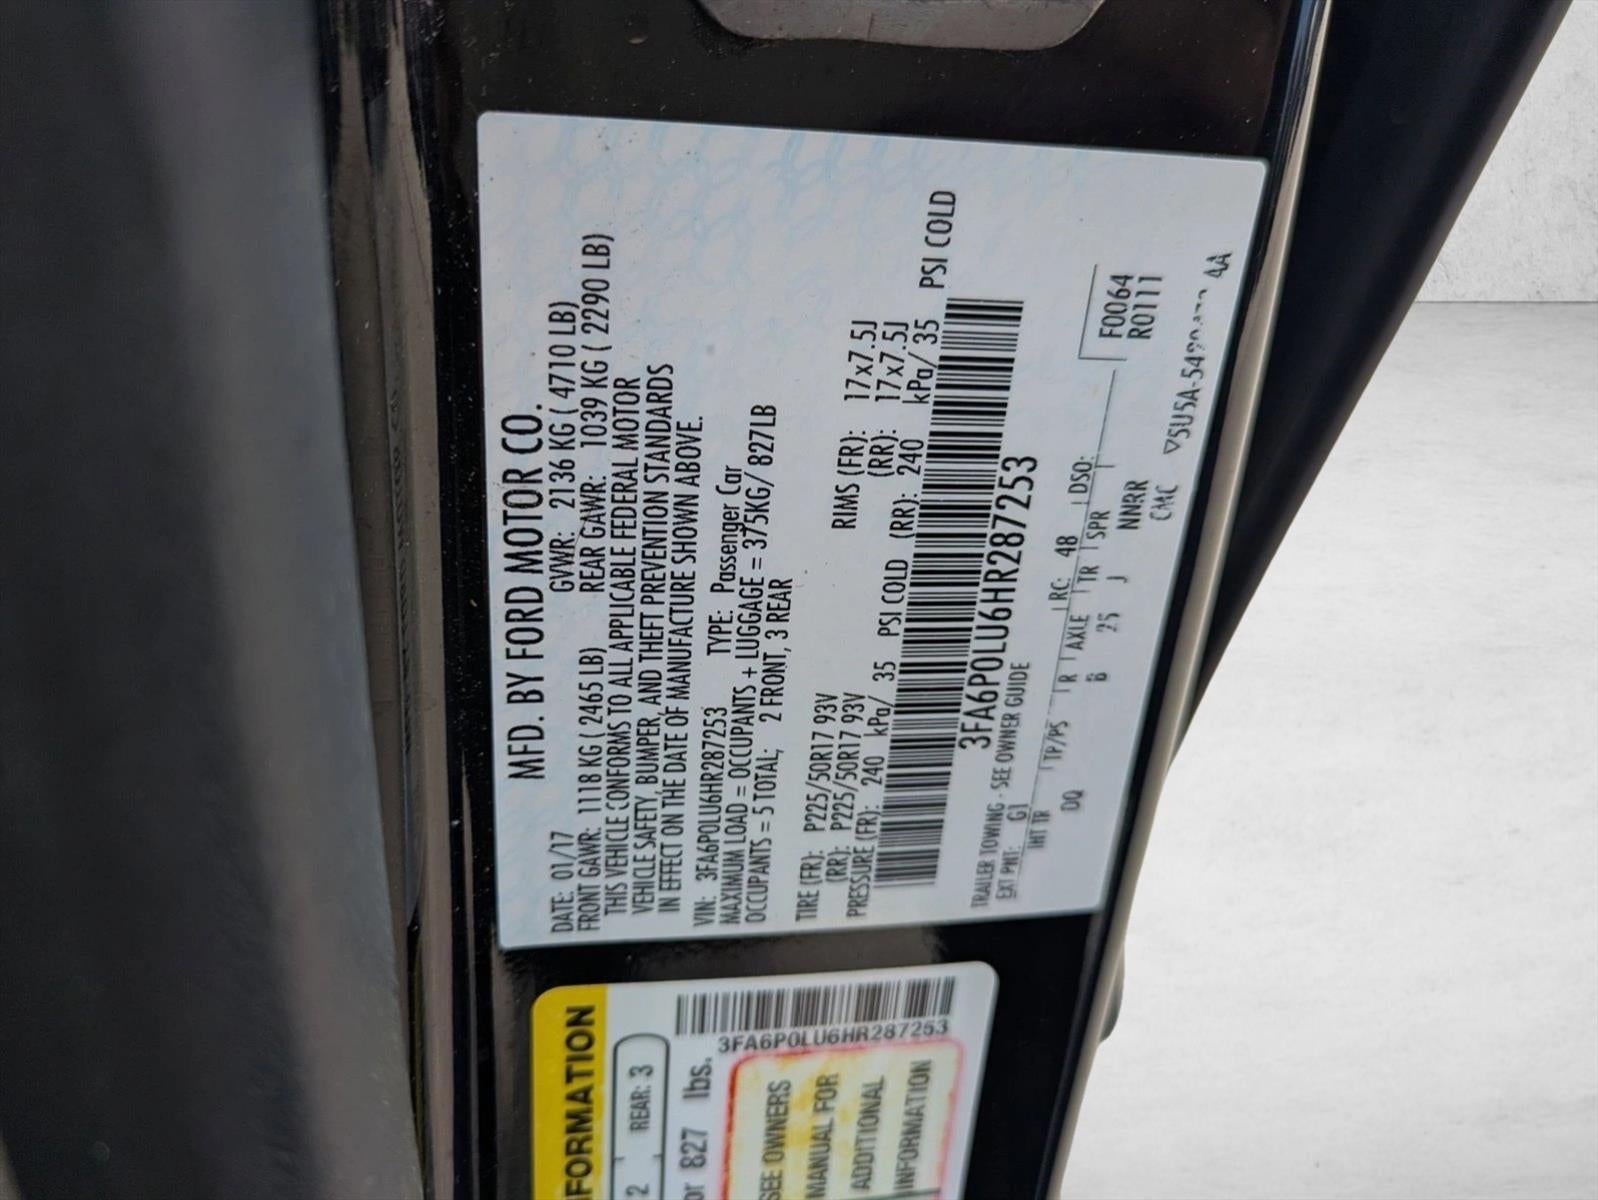 MFD. BY FORD MOTOR CO.
DATE: 01/17 GVWR: 2136 KG ( 4710 LB)
FRONT GAWR: 1118 KG ( 2465 LB) REAR GAWR: 1039 KG ( 2290 LB)
THIS VEHICLE CONFORMS TO ALL APPLICABLE FEDERAL MOTOR
VEHICLE SAFETY, BUMPER, AND THEFT PREVENTION STANDARDS
IN EFFECT ON THE DATE OF MANUFACTURE SHOWN ABOVE.
VIN: 3FA6P0LU6HR287253 TYPE: Passenger Car
MAXIMUM LOAD = OCCUPANTS + LUGGAGE = 375KG/ 827LB
OCCUPANTS = 5 TOTAL; 2 FRONT, 3 REAR
TIRE (FR): P225/50R17 93V RIMS (FR): 17x7.5J
(RR): P225/50R17 93V (RR): 17x7.5J
PRESSURE (FR): 240 kPa/ 35 PSI COLD (RR): 240 kPa/ 35 PSI COLD
3FA6P0LU6HR287253
TRAILER TOWING - SEE OWNER GUIDE
EXT PNT: G1 RC: 48 DSO:
INT TR TP/PS R AXLE TR SPR
DQ B 25 J NNRR
CMC
F0064
R0111
4A
FORMATION
2 REAR: 3
or 827 lbs.
3FA6P0LU6HR287253
SEE OWNERS
MANUAL FOR
ADDITIONAL
INFORMATION